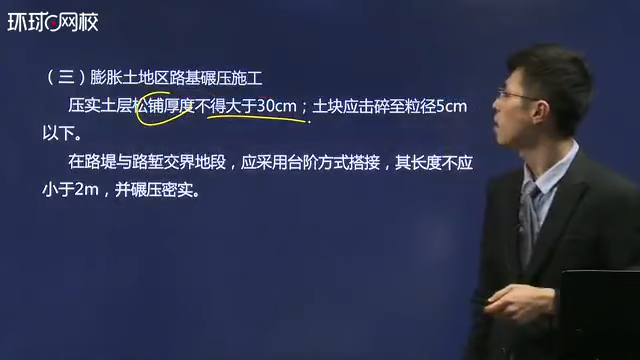 环球网校
（三）膨胀土地区路基碾压施工
压实土层松铺厚度不得大于30cm；土块应击碎至粒径5cm
以下。
在路堤与路堑交界地段，应采用台阶方式搭接，其长度不应
小于2m，并碾压密实。